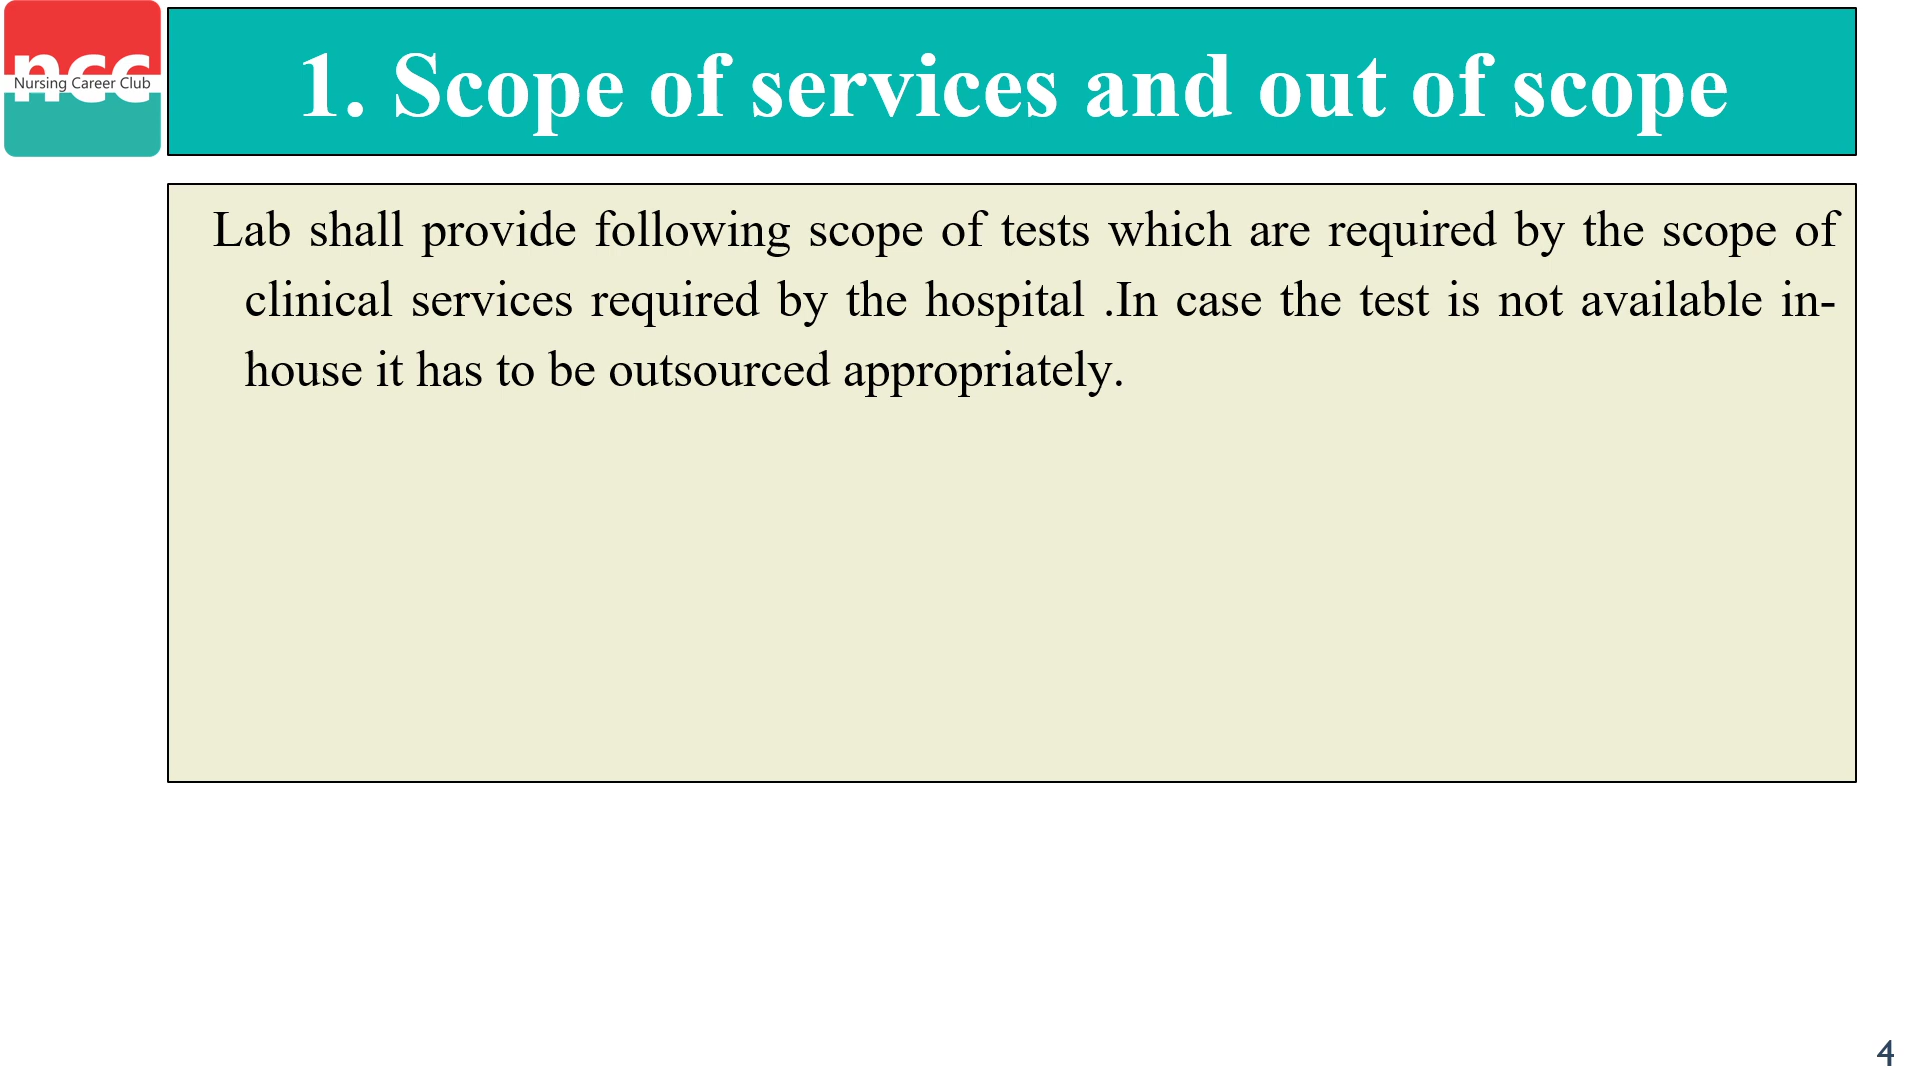 ncc
Nursing Career Club
1. Scope of services and out of scope
Lab shall provide following scope of tests which are required by the scope of
clinical services required by the hospital .In case the test is not available in-
house it has to be outsourced appropriately.
4